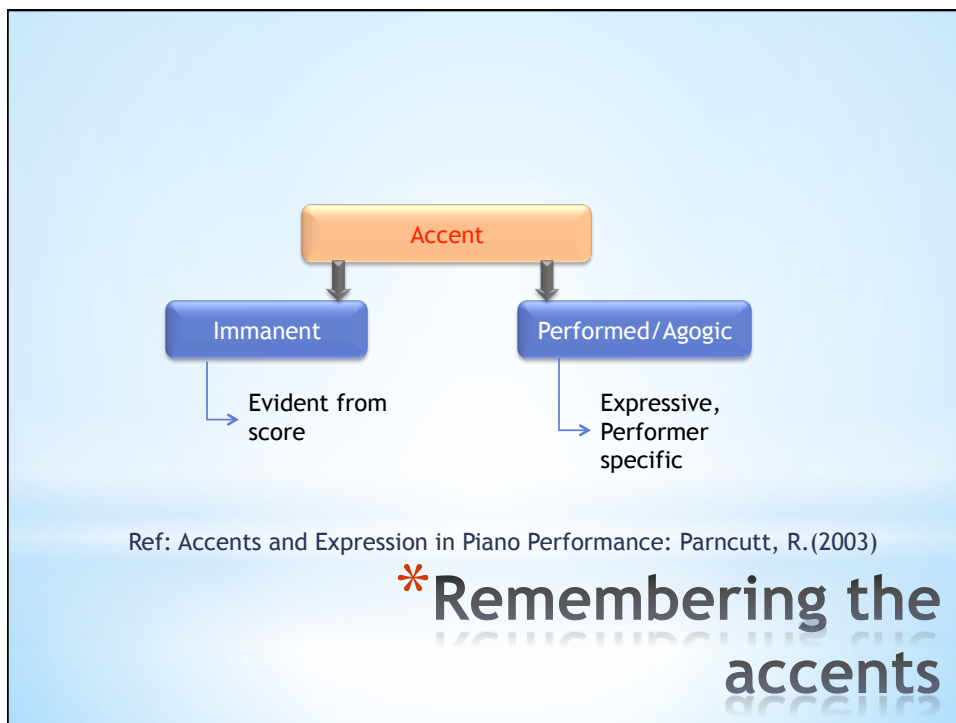 Accent
Immanent
Performed/Agogic
Evident from
score
Expressive,
Performer
specific
Ref: Accents and Expression in Piano Performance: Parncutt, R.(2003)
*Remembering the
accents